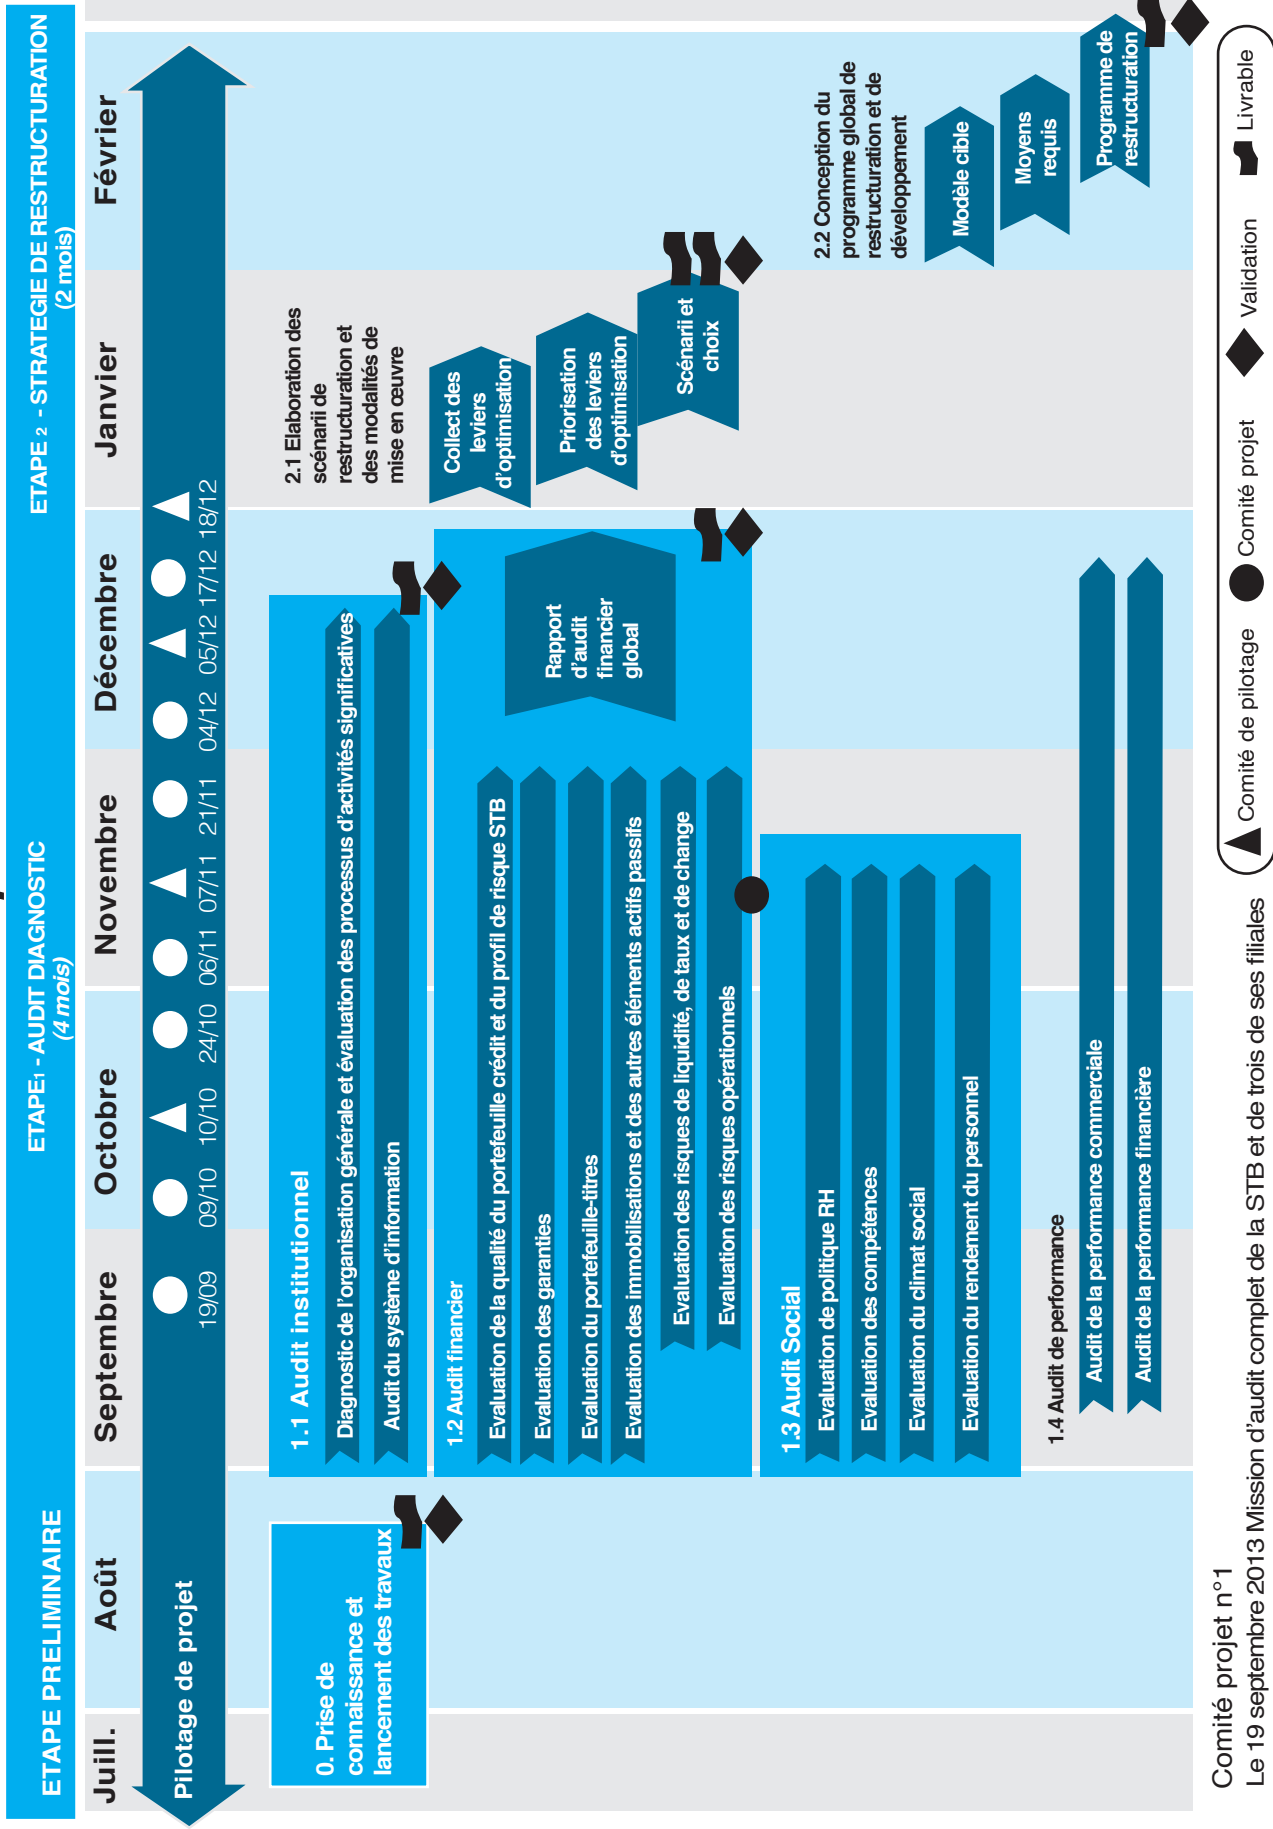 ETAPE PRELIMINAIRE
ETAPE1 - AUDIT DIAGNOSTIC
(4 mois)
ETAPE 2 - STRATEGIE DE RESTRUCTURATION
(2 mois)
Juill.
Août
Septembre
Octobre
Novembre
Décembre
Janvier
Février
Pilotage de projet
19/09
09/10
10/10
24/10
06/11
07/11
21/11
04/12
05/12
17/12
18/12
0. Prise de
connaissance et
lancement des travaux
1.1 Audit institutionnel
Diagnostic de l'organisation générale et évaluation des processus d'activités significatives
Audit du système d'information
1.2 Audit financier
Evaluation de la qualité du portefeuille crédit et du profil de risque STB
Evaluation des garanties
Evaluation du portefeuille-titres
Evaluation des immobilisations et des autres éléments actifs passifs
Evaluation des risques de liquidité, de taux et de change
Evaluation des risques opérationnels
Rapport
d'audit
financier
global
1.3 Audit Social
Evaluation de politique RH
Evaluation des compétences
Evaluation du climat social
Evaluation du rendement du personnel
1.4 Audit de performance
Audit de la performance commerciale
Audit de la performance financière
2.1 Elaboration des
scénarii de
restructuration et
des modalités de
mise en œuvre
Collect des
leviers
d'optimisation
Priorisation
des leviers
d'optimisation
Scénarii et
choix
2.2 Conception du
programme global de
restructuration et de
développement
Modèle cible
Moyens
requis
Programme de
restructuration
Comité projet n°1
Le 19 septembre 2013 Mission d'audit complet de la STB et de trois de ses filiales
Comité de pilotage
Comité projet
Validation
Livrable